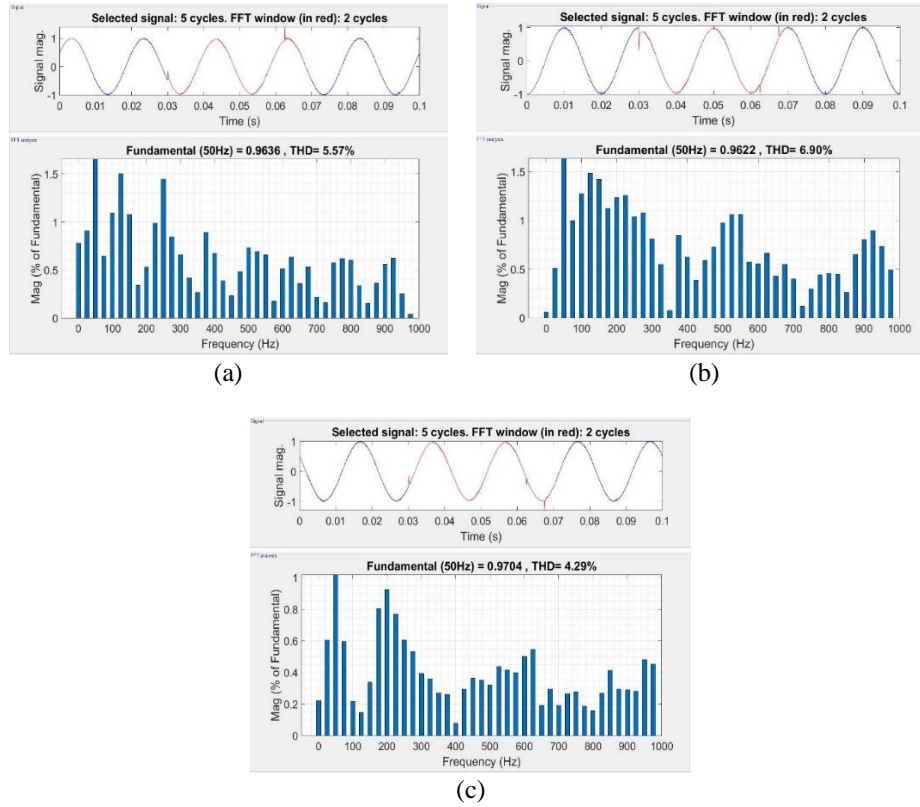 Signal
Selected signal: 5 cycles. FFT window (in red): 2 cycles
Signal mag.
1
0
-1
0 0.01 0.02 0.03 0.04 0.05 0.06 0.07 0.08 0.09 0.1
Time (s)
FFT analysis
Fundamental (50Hz) = 0.9636 , THD= 5.57%
Mag (% of Fundamental)
1.5
1
0.5
0
0 100 200 300 400 500 600 700 800 900 1000
Frequency (Hz)
(a)
Signal
Selected signal: 5 cycles. FFT window (in red): 2 cycles
Signal mag.
1
0
-1
0 0.01 0.02 0.03 0.04 0.05 0.06 0.07 0.08 0.09 0.1
Time (s)
FFT analysis
Fundamental (50Hz) = 0.9622 , THD= 6.90%
Mag (% of Fundamental)
1.5
1
0.5
0
0 100 200 300 400 500 600 700 800 900 1000
Frequency (Hz)
(b)
Signal
Selected signal: 5 cycles. FFT window (in red): 2 cycles
Signal mag.
1
0
-1
0 0.01 0.02 0.03 0.04 0.05 0.06 0.07 0.08 0.09 0.1
Time (s)
FFT analysis
Fundamental (50Hz) = 0.9704 , THD= 4.29%
Mag (% of Fundamental)
1
0.8
0.6
0.4
0.2
0
0 100 200 300 400 500 600 700 800 900 1000
Frequency (Hz)
(c)